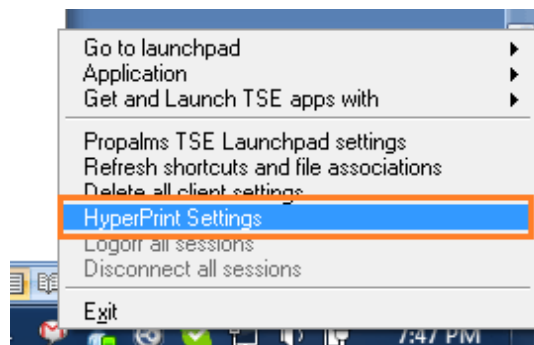 Go to launchpad
Application
Get and Launch TSE apps with
Propalms TSE Launchpad settings
Refresh shortcuts and file associations
Delete all client settings
HyperPrint Settings
Logoff all sessions
Disconnect all sessions
Exit
7:47 PM